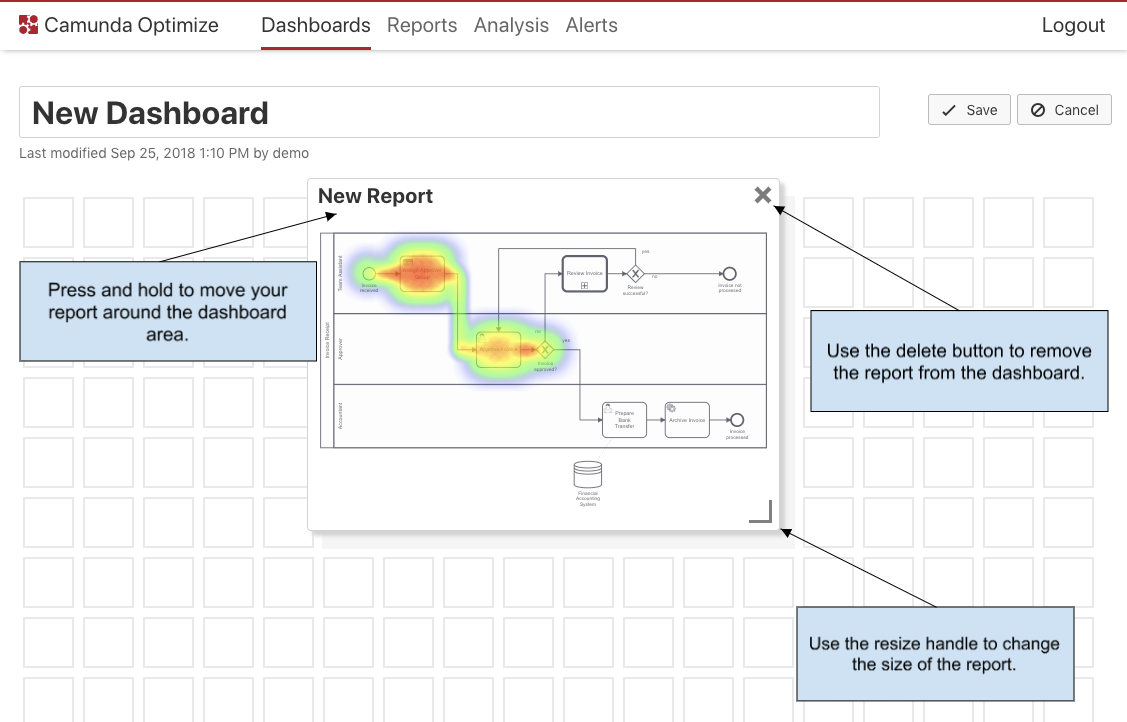 Camunda Optimize Dashboards Reports Analysis Alerts Logout
New Dashboard
Save Cancel
Last modified Sep 25, 2018 1:10 PM by demo
New Report
Press and hold to move your
report around the dashboard
area.
Use the delete button to remove
the report from the dashboard.
Use the resize handle to change
the size of the report.
Invoice Receipt
Team Assistant
Invoice
received
Review Invoice
yes
Review
successful?
no
Invoice not
processed
Approver
no
yes
Invoice
approved?
Accountant
Prepare
Bank
Transfer
Archive Invoice
Invoice
processed
Financial
Accounting
System